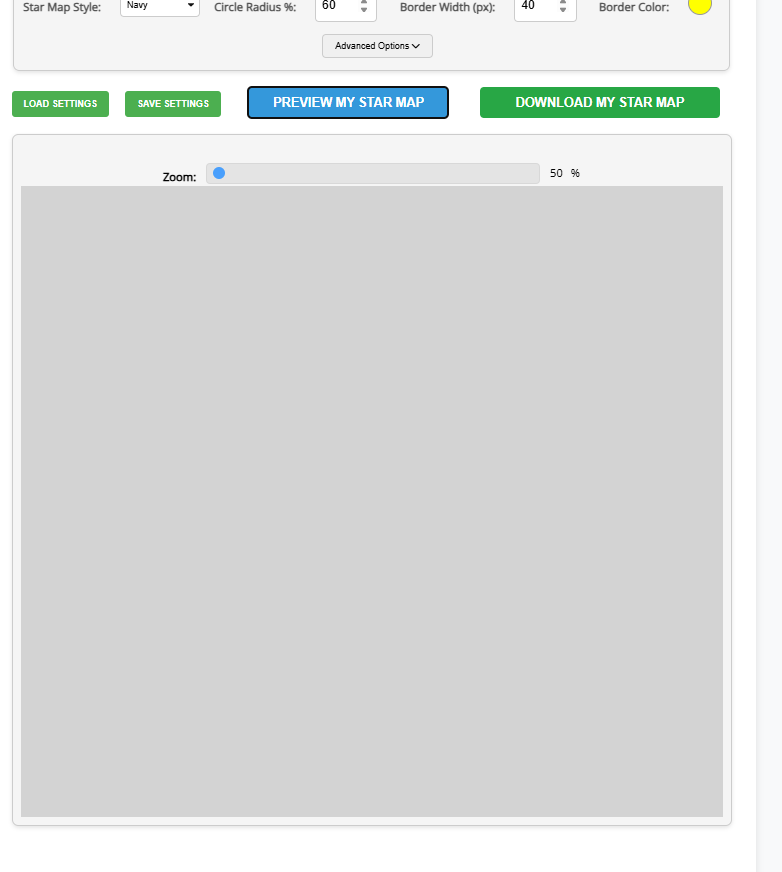 Star Map Style: Navy Circle Radius %: 60 Border Width (px): 40 Border Color:
Advanced Options
LOAD SETTINGS SAVE SETTINGS PREVIEW MY STAR MAP DOWNLOAD MY STAR MAP
Zoom: 50 %